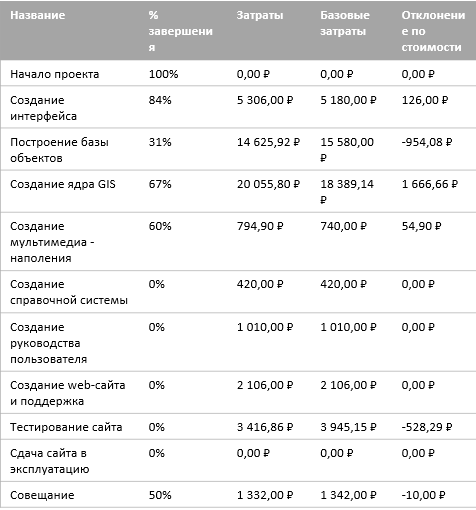 Название % Затраты Базовые Отклонени
завершени затраты е по
я стоимости
Начало проекта 100% 0,00 ₽ 0,00 ₽ 0,00 ₽
Создание 84% 5 306,00 ₽ 5 180,00 ₽ 126,00 ₽
интерфейса
Построение базы 31% 14 625,92 ₽ 15 580,00 -954,08 ₽
объектов ₽
Создание ядра GIS 67% 20 055,80 ₽ 18 389,14 1 666,66 ₽
₽
Создание 60% 794,90 ₽ 740,00 ₽ 54,90 ₽
мультимедиа -
наполения
Создание 0% 420,00 ₽ 420,00 ₽ 0,00 ₽
справочной системы
Создание 0% 1 010,00 ₽ 1 010,00 ₽ 0,00 ₽
руководства
пользователя
Создание web-сайта 0% 2 106,00 ₽ 2 106,00 ₽ 0,00 ₽
и поддержка
Тестирование сайта 0% 3 416,86 ₽ 3 945,15 ₽ -528,29 ₽
Сдача сайта в 0% 0,00 ₽ 0,00 ₽ 0,00 ₽
эксплуатацию
Совещание 50% 1 332,00 ₽ 1 342,00 ₽ -10,00 ₽